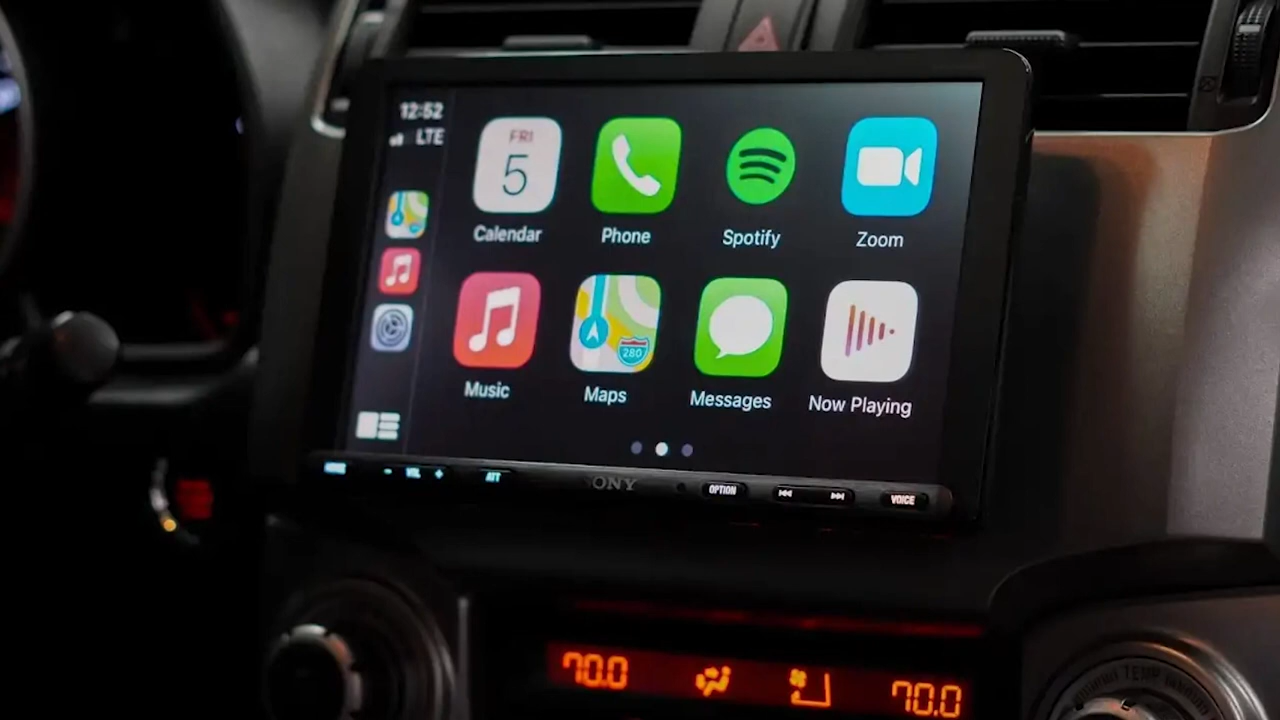 12:52
LTE
FRI
5
Calendar
Phone
Spotify
Zoom
280
Music
Maps
Messages
Now Playing
- VOL +
ATT
SONY
OPTION
VOICE
70.0
70.0
TEMP